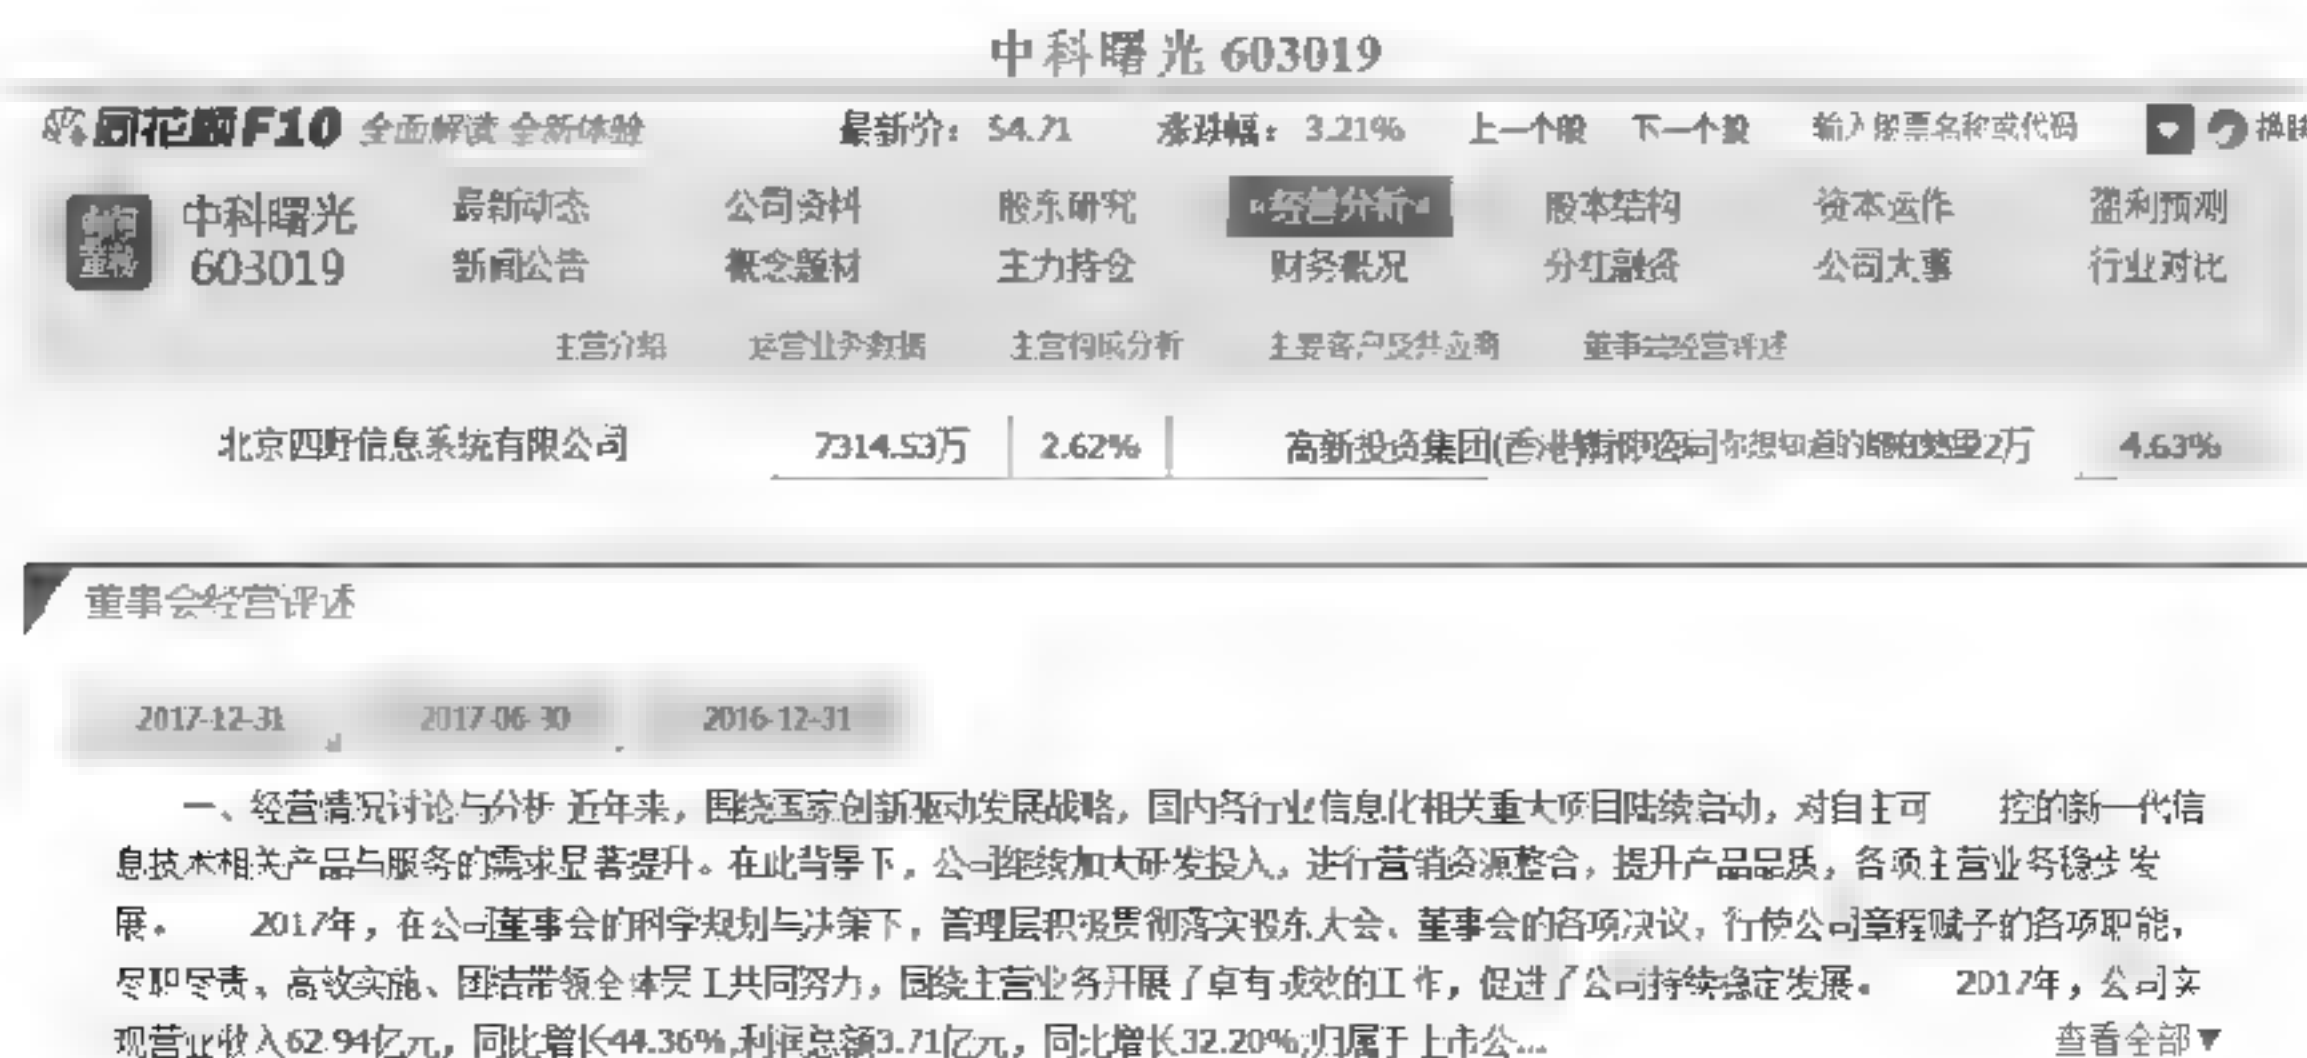 中科曙光 603019
同花顺F10 全面解读 全新体验 最新价: 54.71 涨跌幅: 3.21% 上一个股 下一个股 输入股票名称或代码
中科曙光 最新动态 公司资料 股东研究 经营分析 股本结构 资本运作 盈利预测
603019 新闻公告 概念题材 主力持仓 财务概况 分红融资 公司大事 行业对比
主营介绍 运营业务数据 主营构成分析 主要客户及供应商 董事会经营评述
北京四野信息系统有限公司 7314.53万 2.62% 高新投资集团(香港)有限公司 22万 4.63%
董事会经营评述
2017-12-31 2017-06-30 2016-12-31
一、经营情况讨论与分析 近年来，围绕国家创新驱动发展战略，国内各行业信息化相关重大项目陆续启动，对自主可 控的新一代信
息技术相关产品与服务的需求显著提升。在此背景下，公司继续加大研发投入，进行营销资源整合，提升产品品质，各项主营业务稳步发
展。 2017年，在公司董事会的科学规划与决策下，管理层积极贯彻落实股东大会、董事会的各项决议，行使公司章程赋予的各项职能，
尽职尽责、高效实施、团结带领全体员工共同努力，围绕主营业务开展了卓有成效的工作，促进了公司持续稳定发展。 2017年，公司实
现营业收入62.94亿元，同比增长44.36%,利润总额3.71亿元，同比增长32.20%;归属于上市公... 查看全部▼